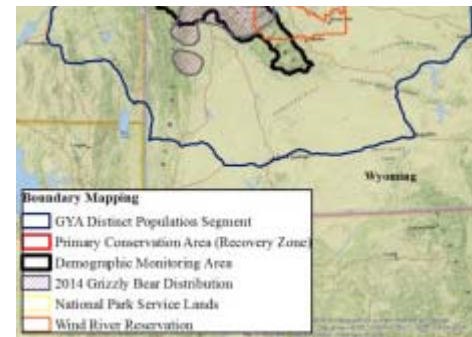 Wyoming
Boundary Mapping
GYA Distinct Population Segment
Primary Conservation Area (Recovery Zone)
Demographic Monitoring Area
2014 Grizzly Bear Distribution
National Park Service Lands
Wind River Reservation